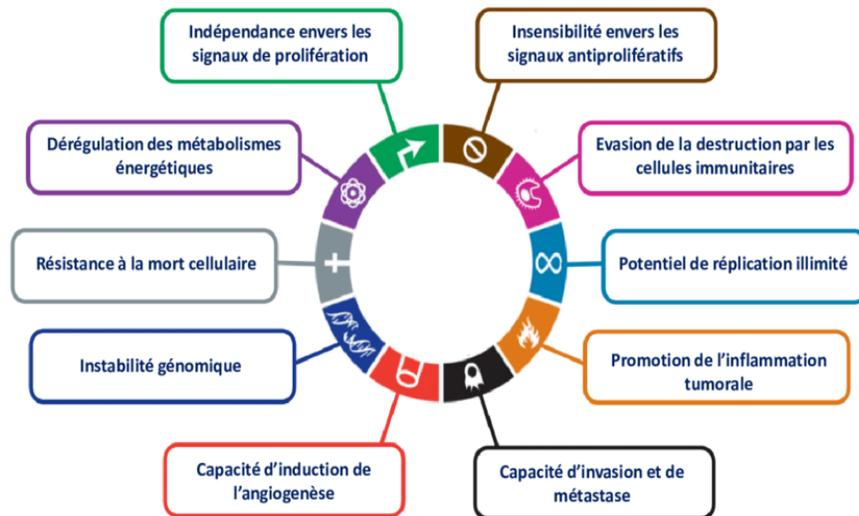 Indépendance envers les
signaux de prolifération
Insensibilité envers les
signaux antiprolifératifs
Dérégulation des métabolismes
énergétiques
Evasion de la destruction par les
cellules immunitaires
Résistance à la mort cellulaire
Potentiel de réplication illimité
Instabilité génomique
Promotion de l’inflammation
tumorale
Capacité d’induction de
l’angiogenèse
Capacité d’invasion et de
métastase